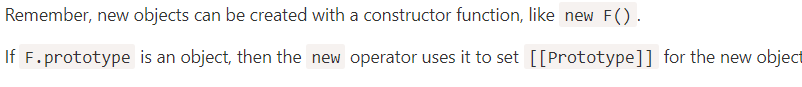 Remember, new objects can be created with a constructor function, like new F().
If F.prototype is an object, then the new operator uses it to set [[Prototype]] for the new object